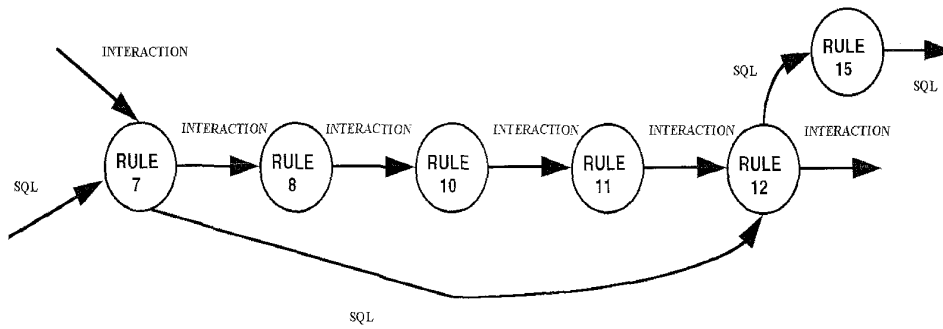 INTERACTION
SQL
RULE
7
INTERACTION
RULE
8
INTERACTION
RULE
10
INTERACTION
RULE
11
INTERACTION
RULE
12
INTERACTION
SQL
RULE
15
SQL
SQL